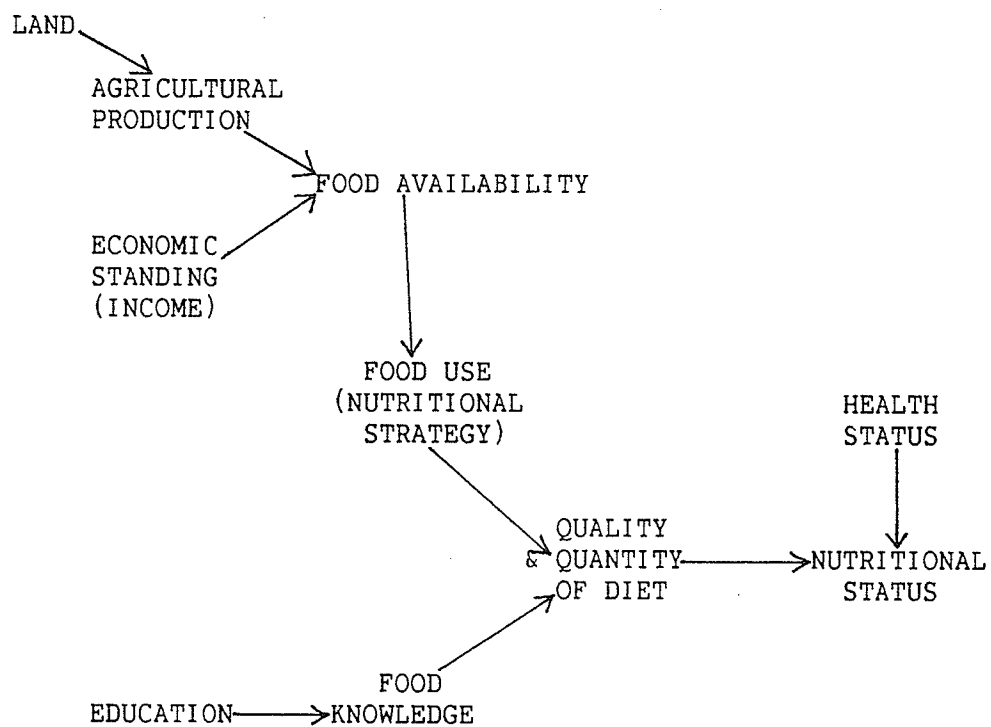 LAND
AGRICULTURAL
PRODUCTION
FOOD AVAILABILITY
ECONOMIC
STANDING
(INCOME)
FOOD USE
(NUTRITIONAL
STRATEGY)
HEALTH
STATUS
QUALITY
& QUANTITY
OF DIET
NUTRITIONAL
STATUS
FOOD
KNOWLEDGE
EDUCATION